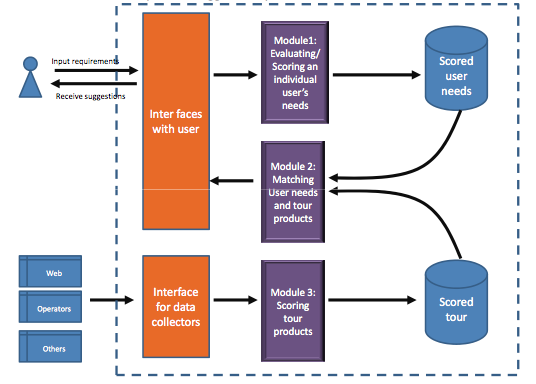 Input requirements
Receive suggestions
Inter faces
with user
Module1:
Evaluating/
Scoring an
individual
user's
needs
Scored
user
needs
Module 2:
Matching
User needs
and tour
products
Web
Operators
Others
Interface
for data
collectors
Module 3:
Scoring
tour
products
Scored
tour